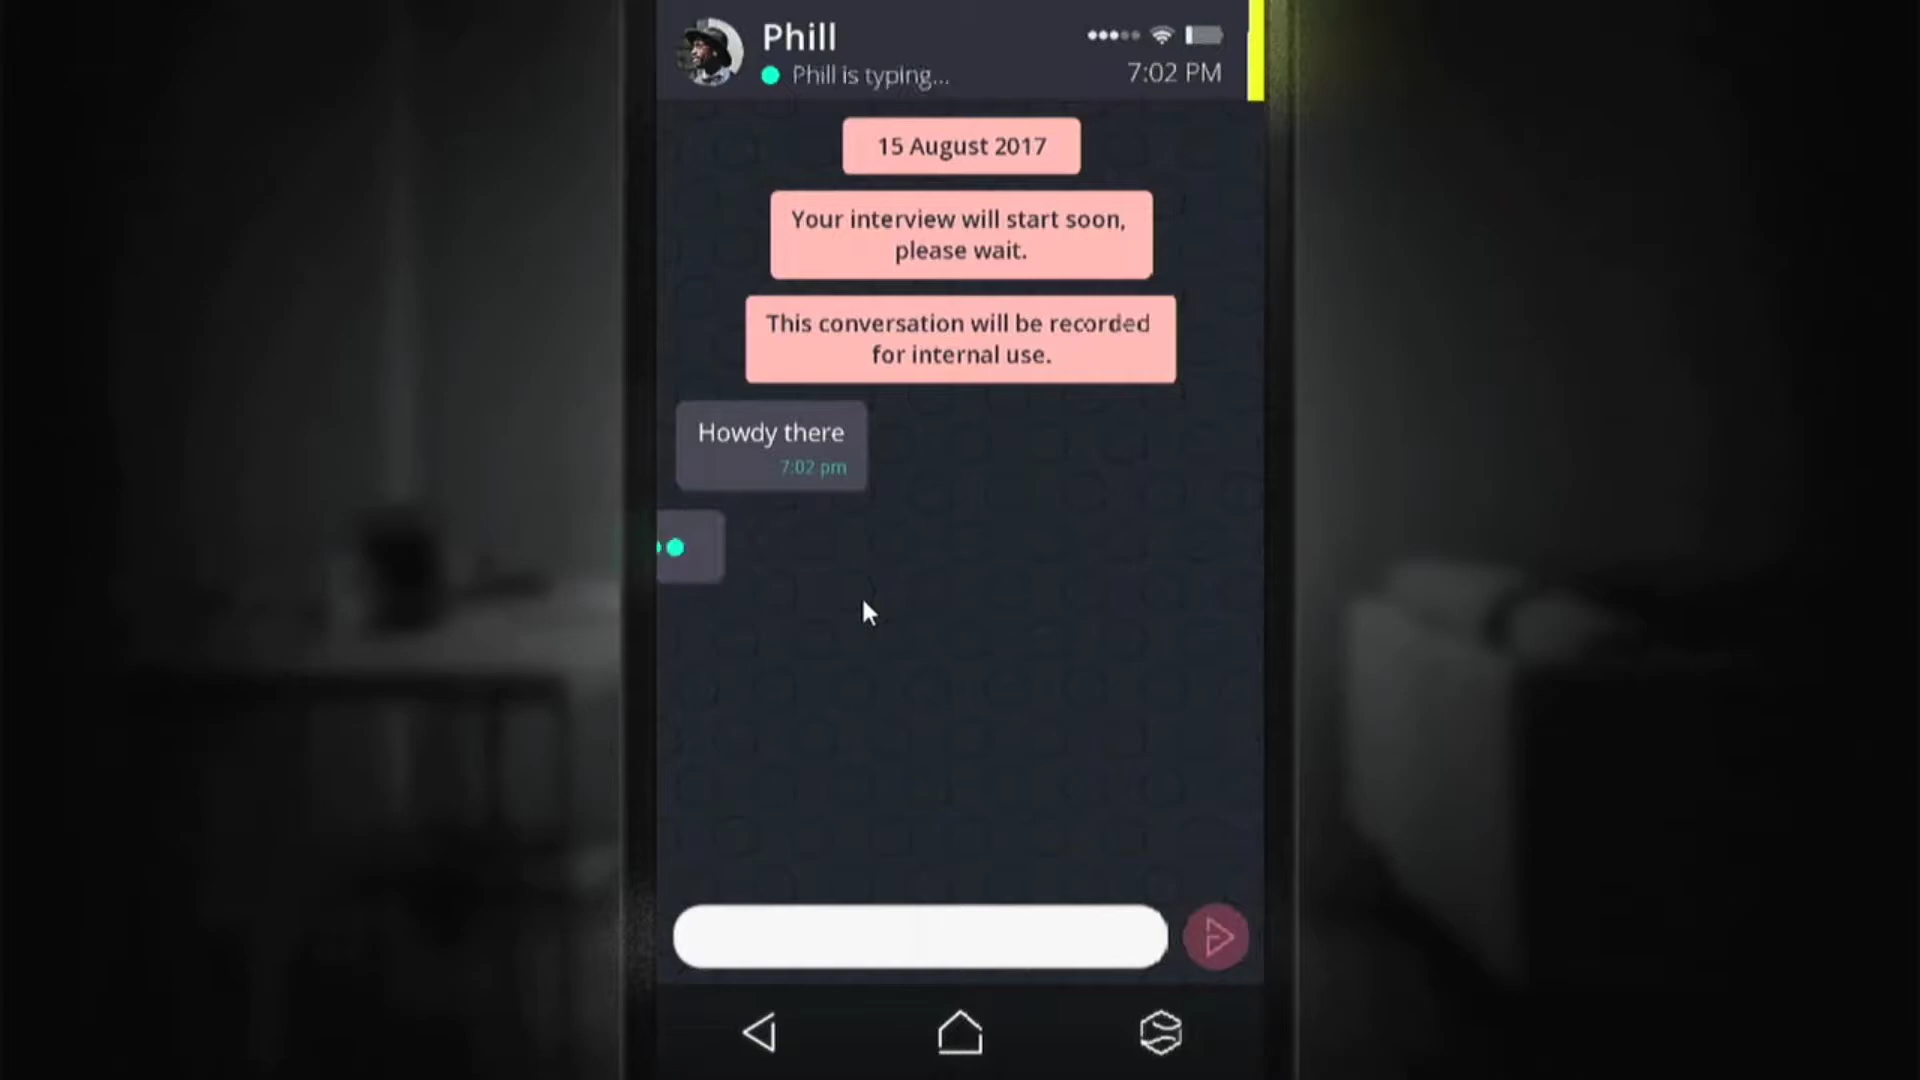 Phill
Phill is typing...
7:02 PM
15 August 2017
Your interview will start soon,
please wait.
This conversation will be recorded
for internal use.
Howdy there
7:02 pm